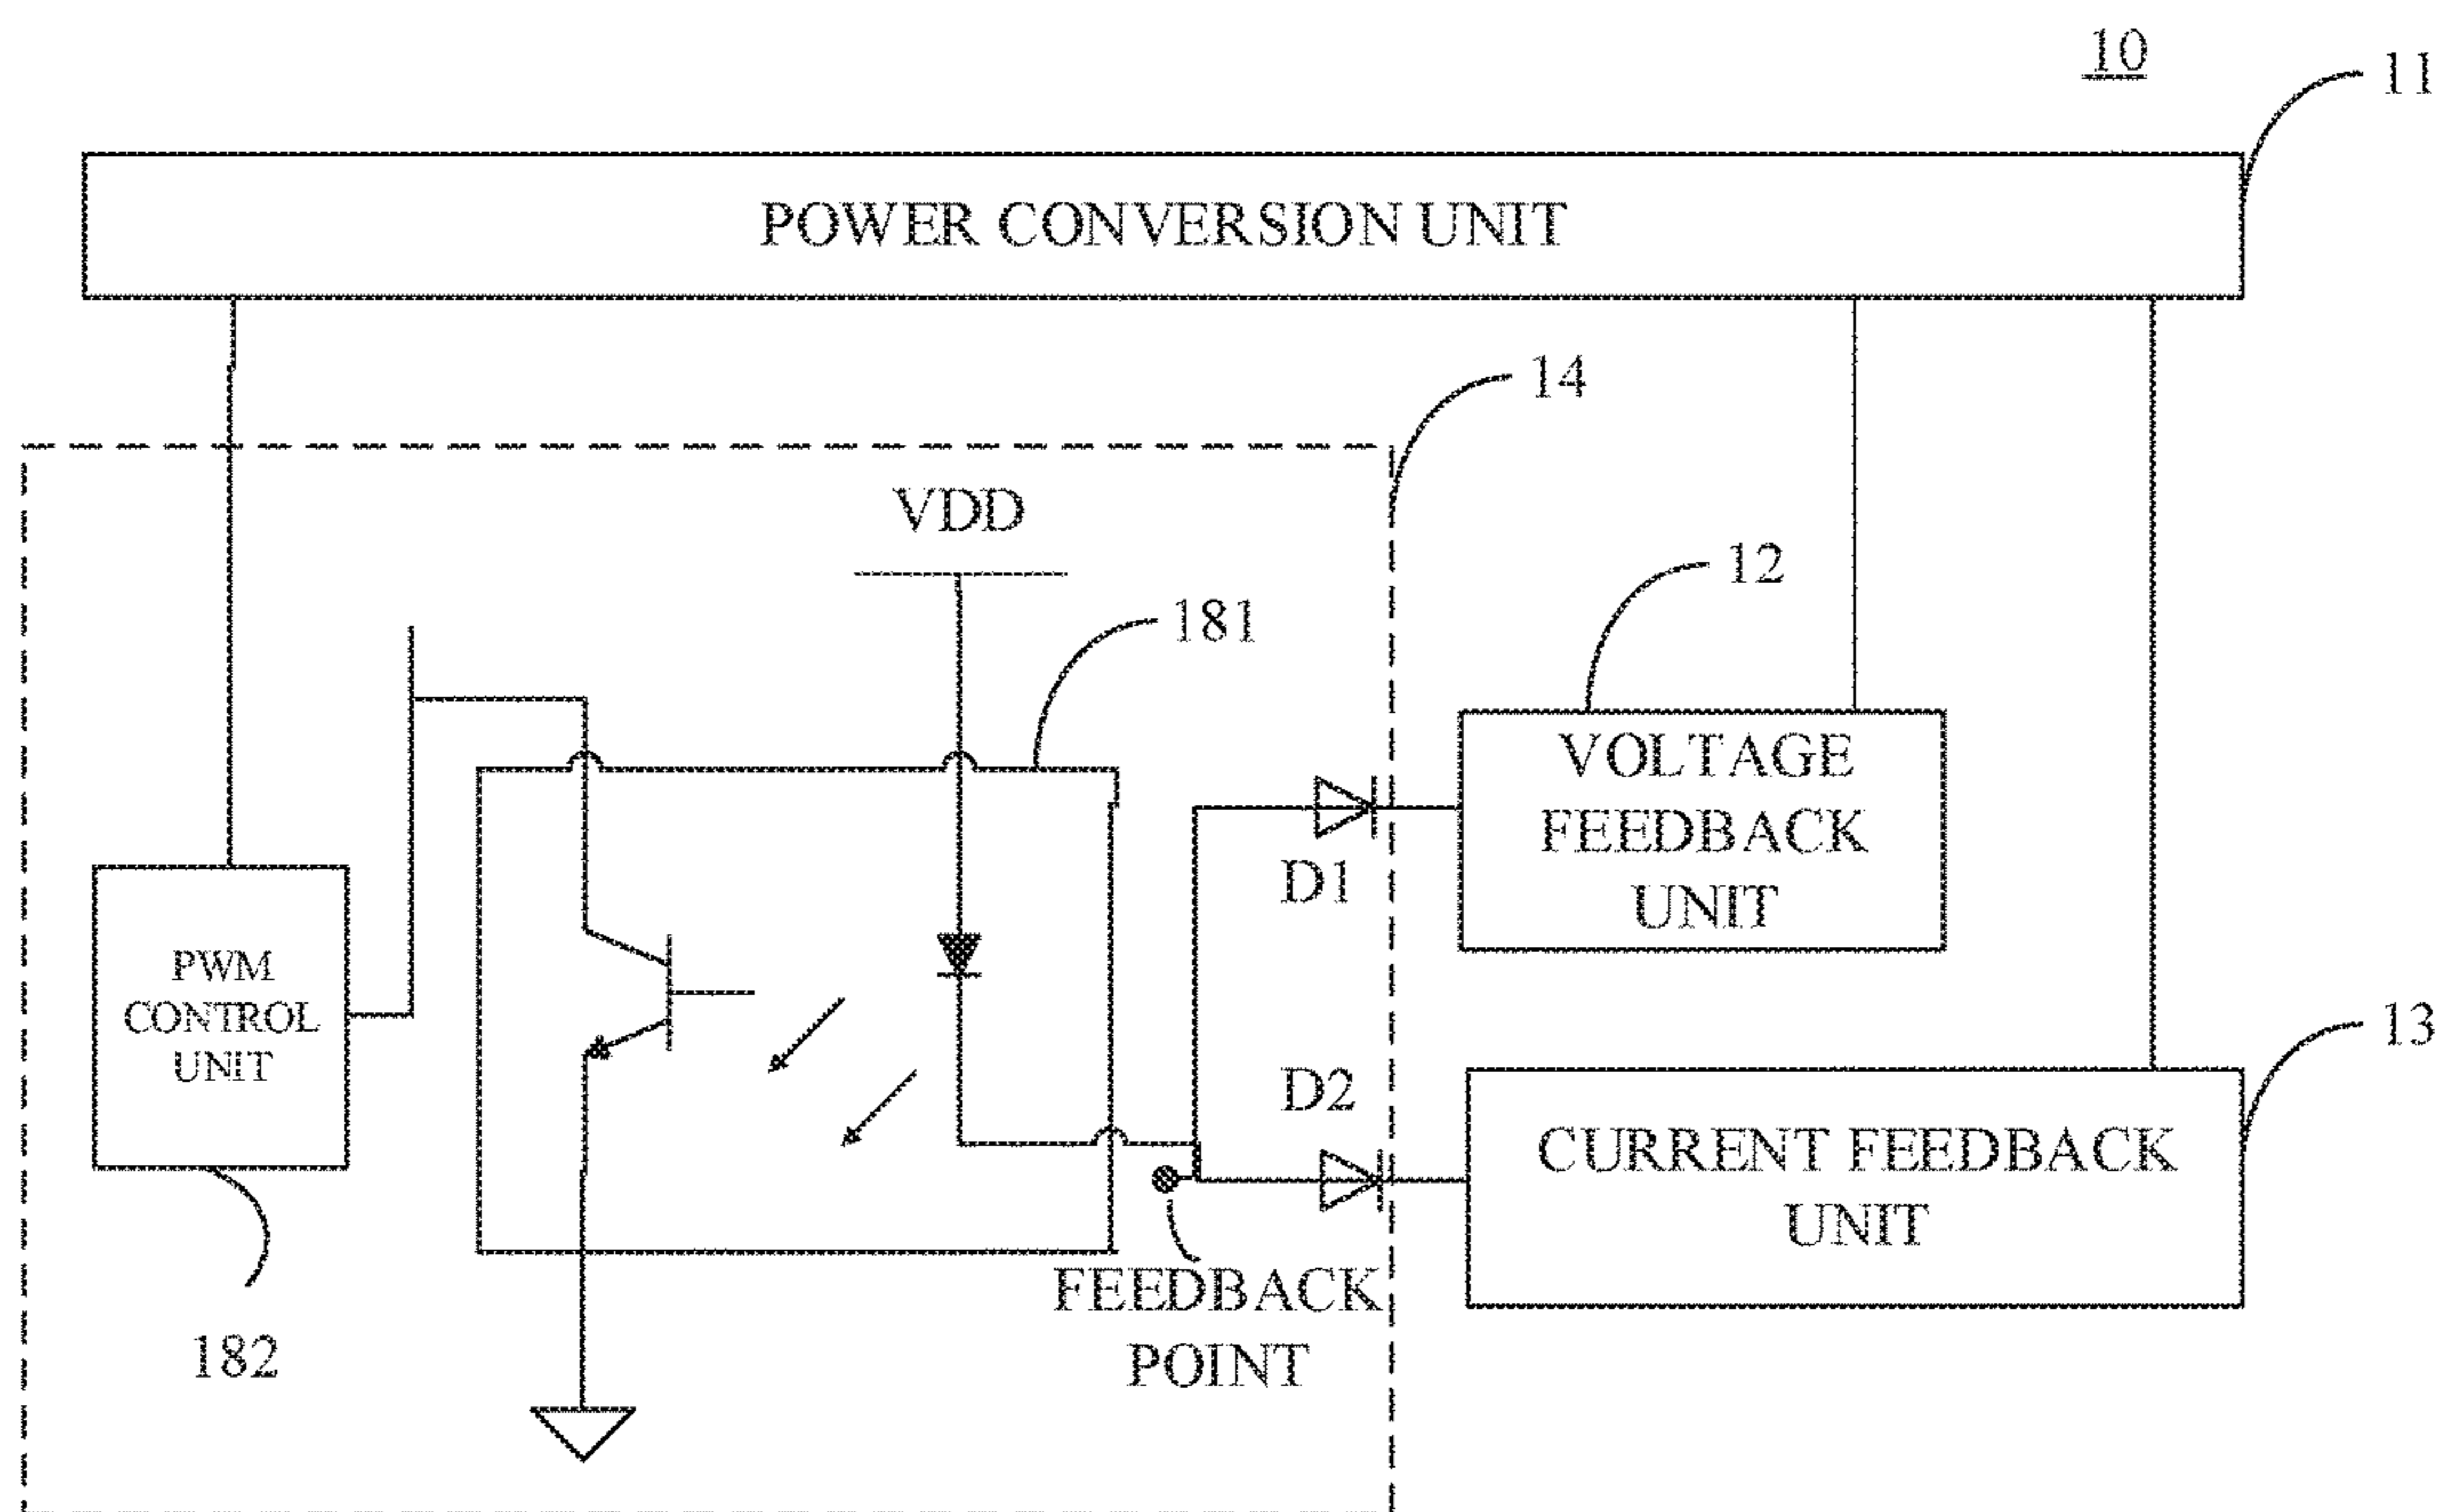 10
11
POWER CONVERSION UNIT
14
VDD
12
181
VOLTAGE
FEEDBACK
UNIT
D1
PWM
CONTROL
UNIT
13
D2
CURRENT FEEDBACK
UNIT
FEEDBACK
POINT
182